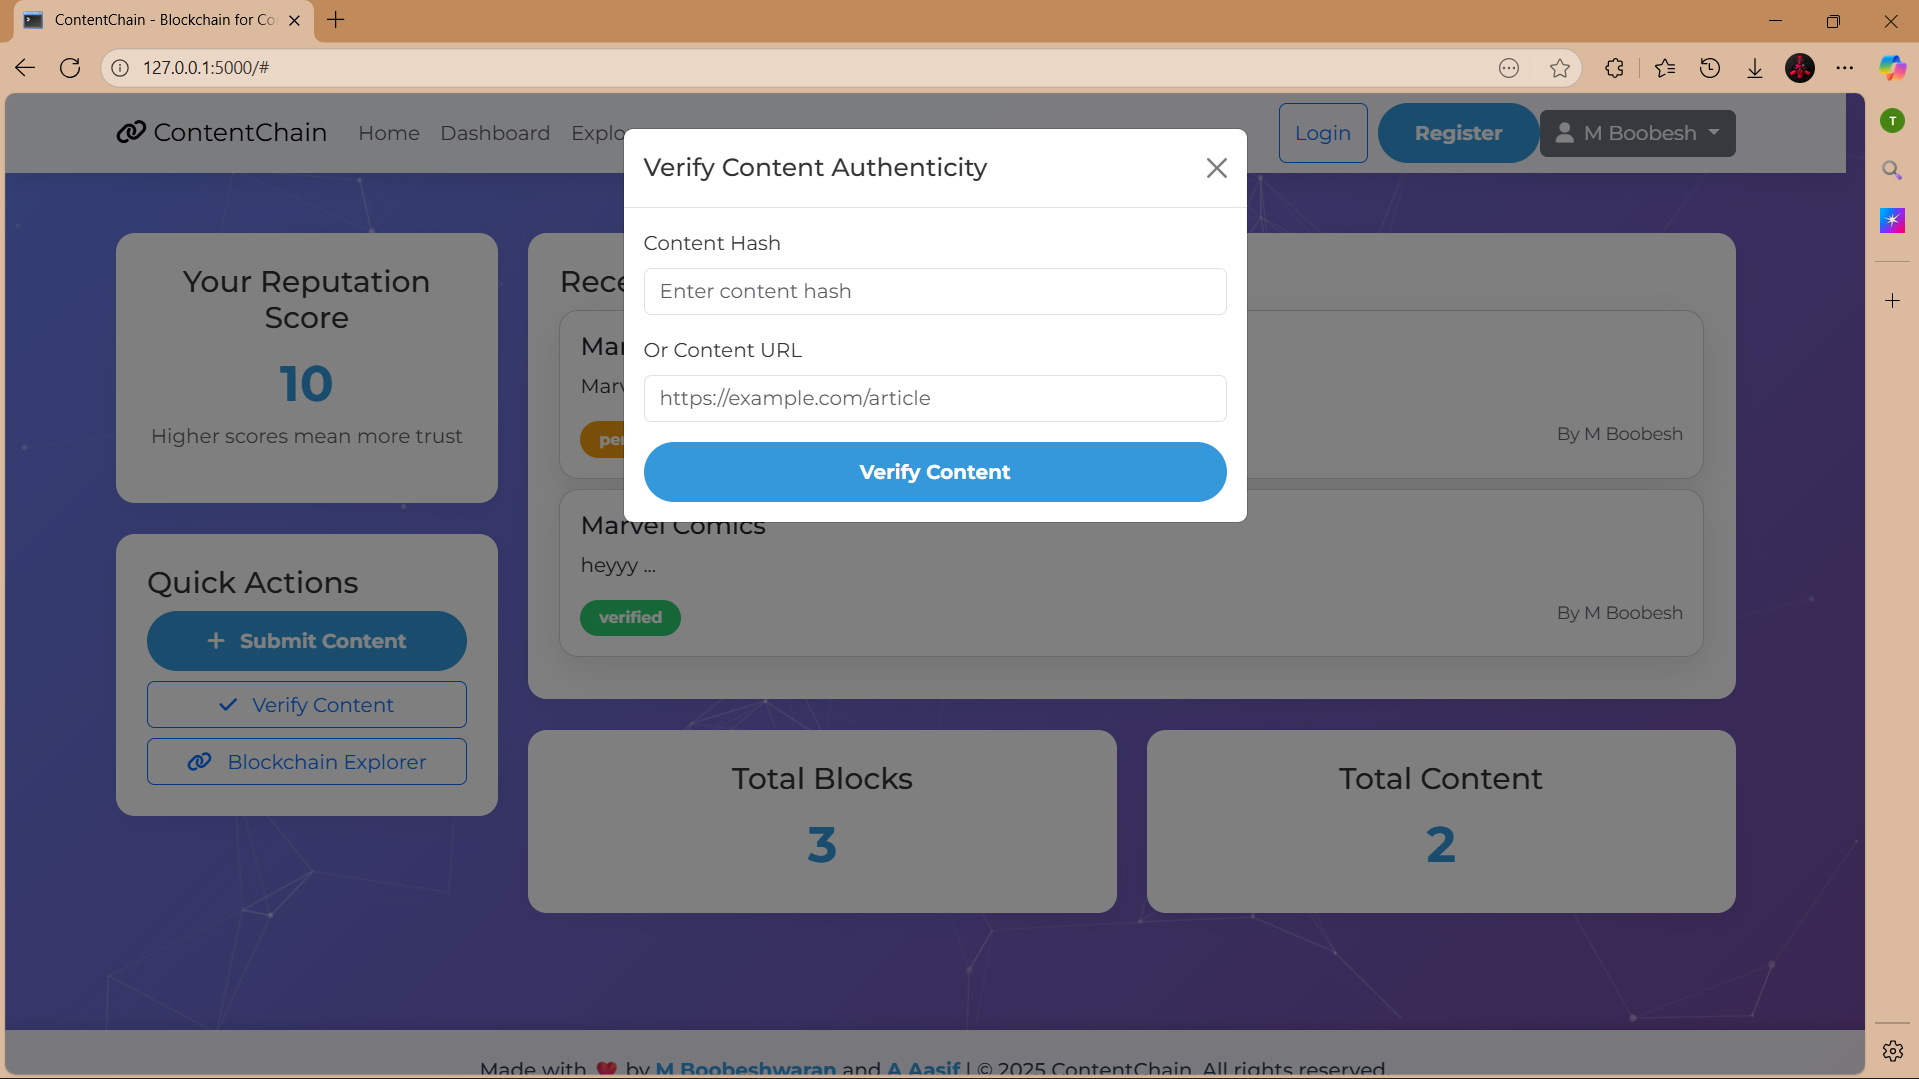 ContentChain - Blockchain for Co
127.0.0.1:5000/#
T
ContentChain Home Dashboard Explo
Login Register M Boobesh
Verify Content Authenticity
Content Hash
Enter content hash
Or Content URL
https://example.com/article
Verify Content
Your Reputation
Score
10
Higher scores mean more trust
Quick Actions
Submit Content
Verify Content
Blockchain Explorer
Rece
Mar
Marv
pen
By M Boobesh
Marvel Comics
heyyy ...
verified
By M Boobesh
Total Blocks
3
Total Content
2
Made with by M Boobeshwaran and A Aasif | © 2025 ContentChain. All rights reserved.